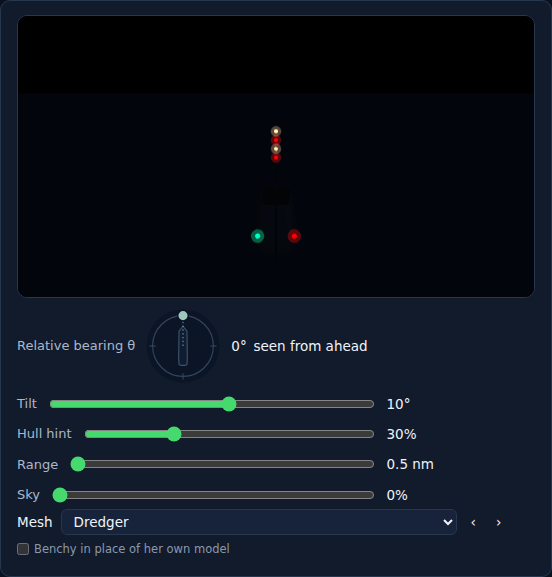 Relative bearing θ 0° seen from ahead
Tilt 10°
Hull hint 30%
Range 0.5 nm
Sky 0%
Mesh Dredger ‹ ›
Benchy in place of her own model